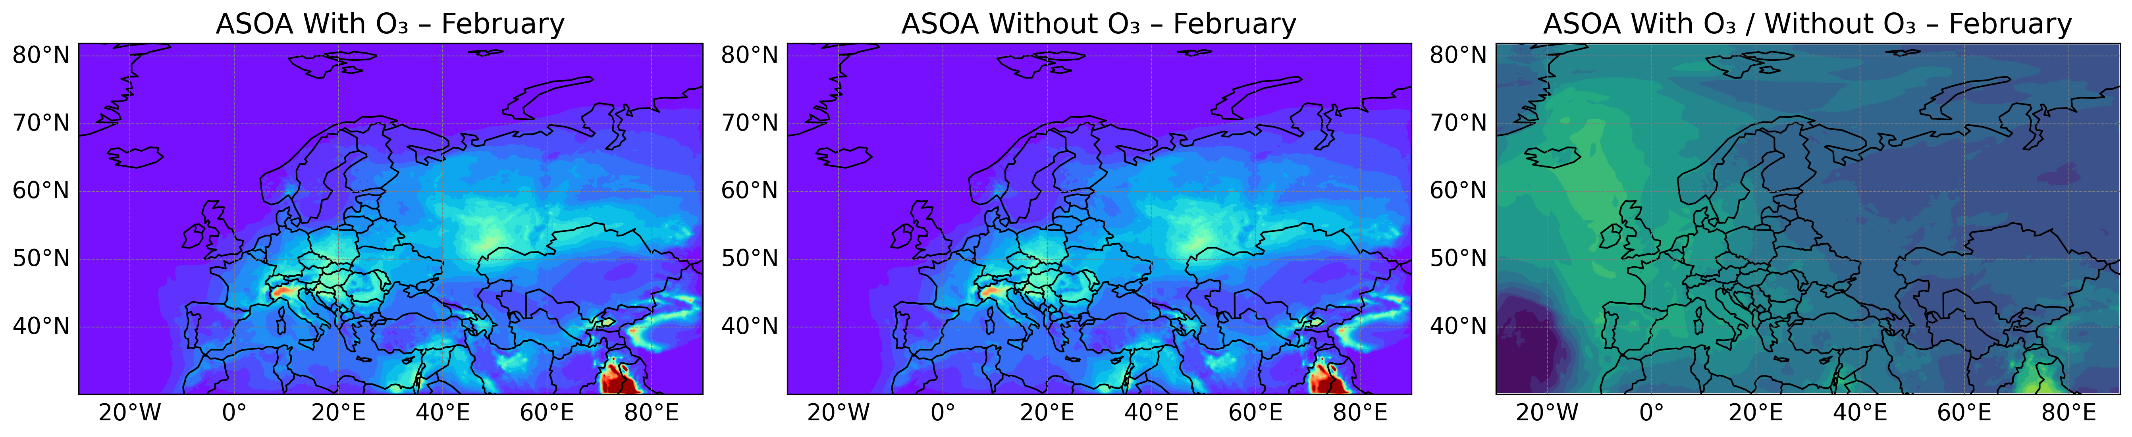 ASOA With O₃ – February
80°N
70°N
60°N
50°N
40°N
20°W 0° 20°E 40°E 60°E 80°E
ASOA Without O₃ – February
80°N
70°N
60°N
50°N
40°N
20°W 0° 20°E 40°E 60°E 80°E
ASOA With O₃ / Without O₃ – February
80°N
70°N
60°N
50°N
40°N
20°W 0° 20°E 40°E 60°E 80°E